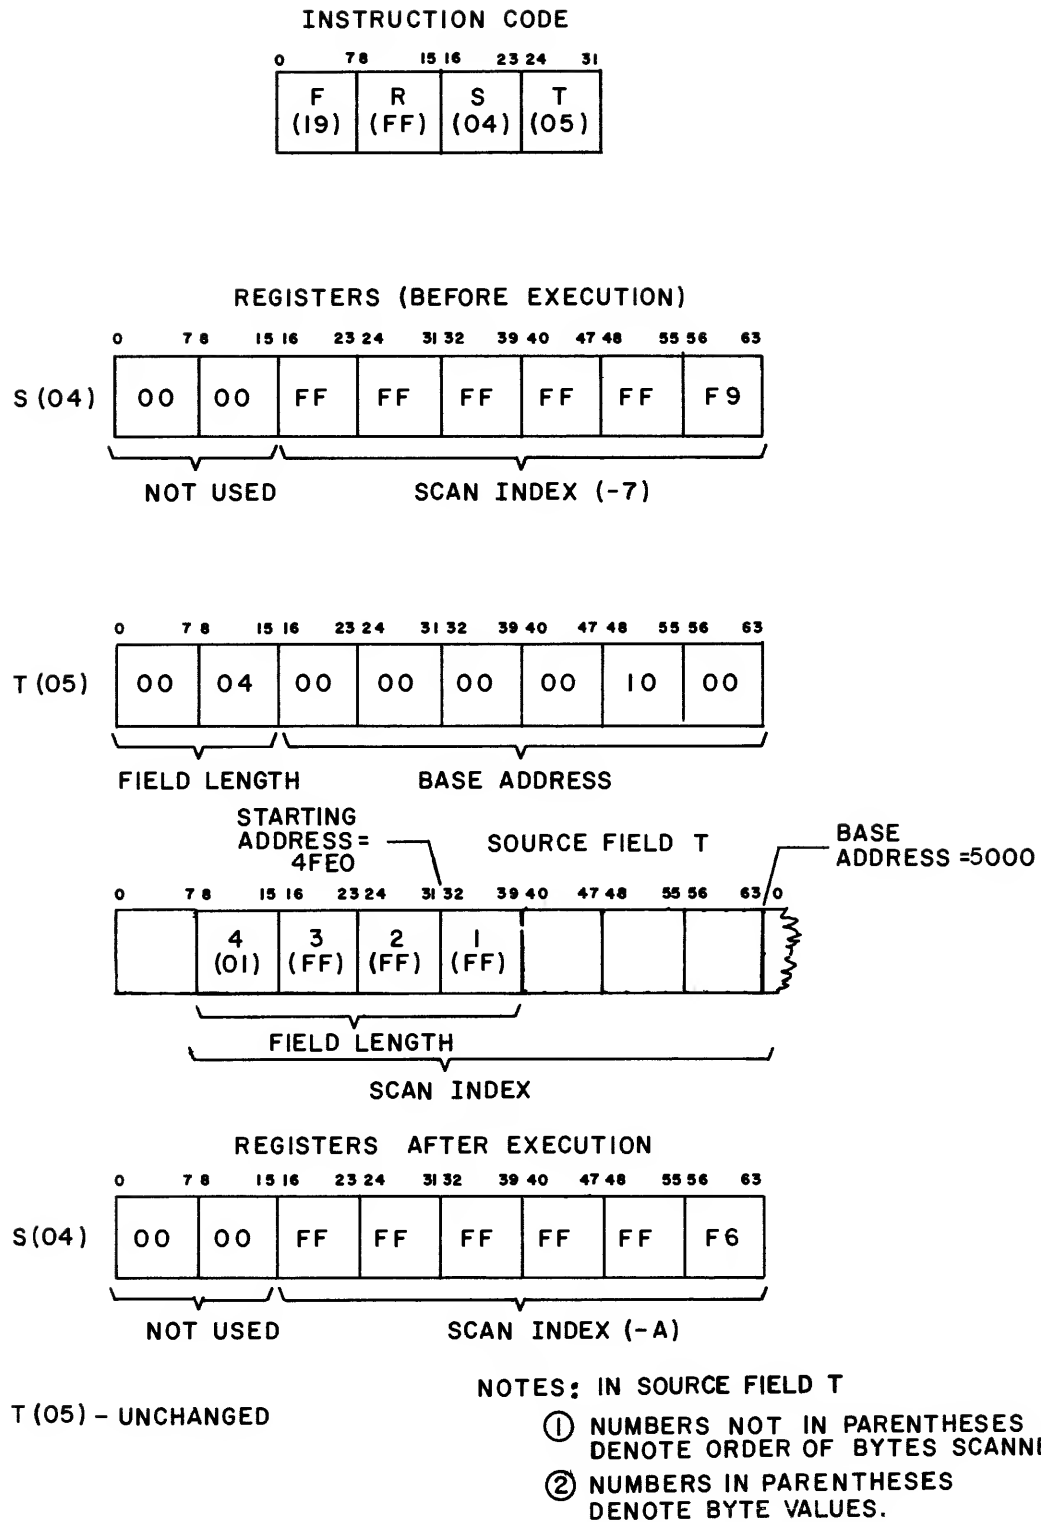 INSTRUCTION CODE
0 7 8 15 16 23 24 31
F R S T
(19) (FF) (04) (05)
REGISTERS (BEFORE EXECUTION)
0 7 8 15 16 23 24 31 32 39 40 47 48 55 56 63
S (04) 00 00 FF FF FF FF FF F9
NOT USED SCAN INDEX (-7)
0 7 8 15 16 23 24 31 32 39 40 47 48 55 56 63
T (05) 00 04 00 00 00 00 10 00
FIELD LENGTH BASE ADDRESS
STARTING
ADDRESS =
4FE0
SOURCE FIELD T
BASE
ADDRESS =5000
0 7 8 15 16 23 24 31 32 39 40 47 48 55 56 63 0
4 3 2 1
(01) (FF) (FF) (FF)
FIELD LENGTH
SCAN INDEX
REGISTERS AFTER EXECUTION
0 7 8 15 16 23 24 31 32 39 40 47 48 55 56 63
S(04) 00 00 FF FF FF FF FF F6
NOT USED SCAN INDEX (-A)
T (05) - UNCHANGED
NOTES: IN SOURCE FIELD T
1 NUMBERS NOT IN PARENTHESES
DENOTE ORDER OF BYTES SCANNE
2 NUMBERS IN PARENTHESES
DENOTE BYTE VALUES.